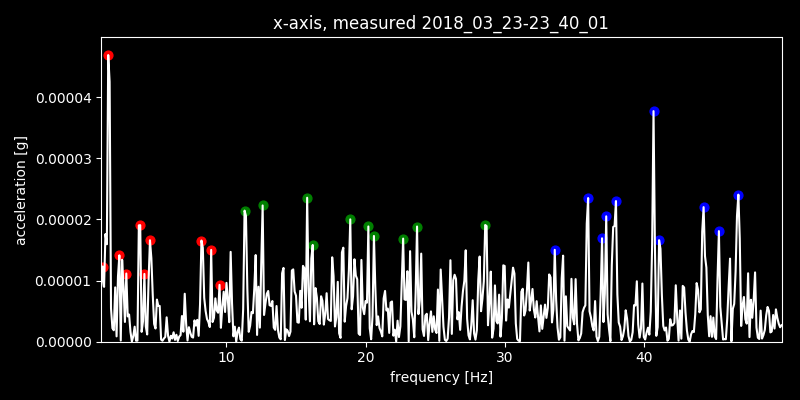 x-axis, measured 2018_03_23-23_40_01
0.00004
0.00003
0.00002
0.00001
0.00000
acceleration [g]
10 20 30 40
frequency [Hz]